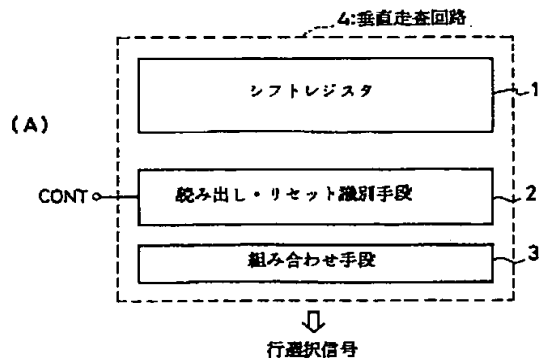 4:垂直走査回路
シフトレジスタ
1
(A)
CONT
読み出し・リセット識別手段
2
組み合わせ手段
3
行選択信号